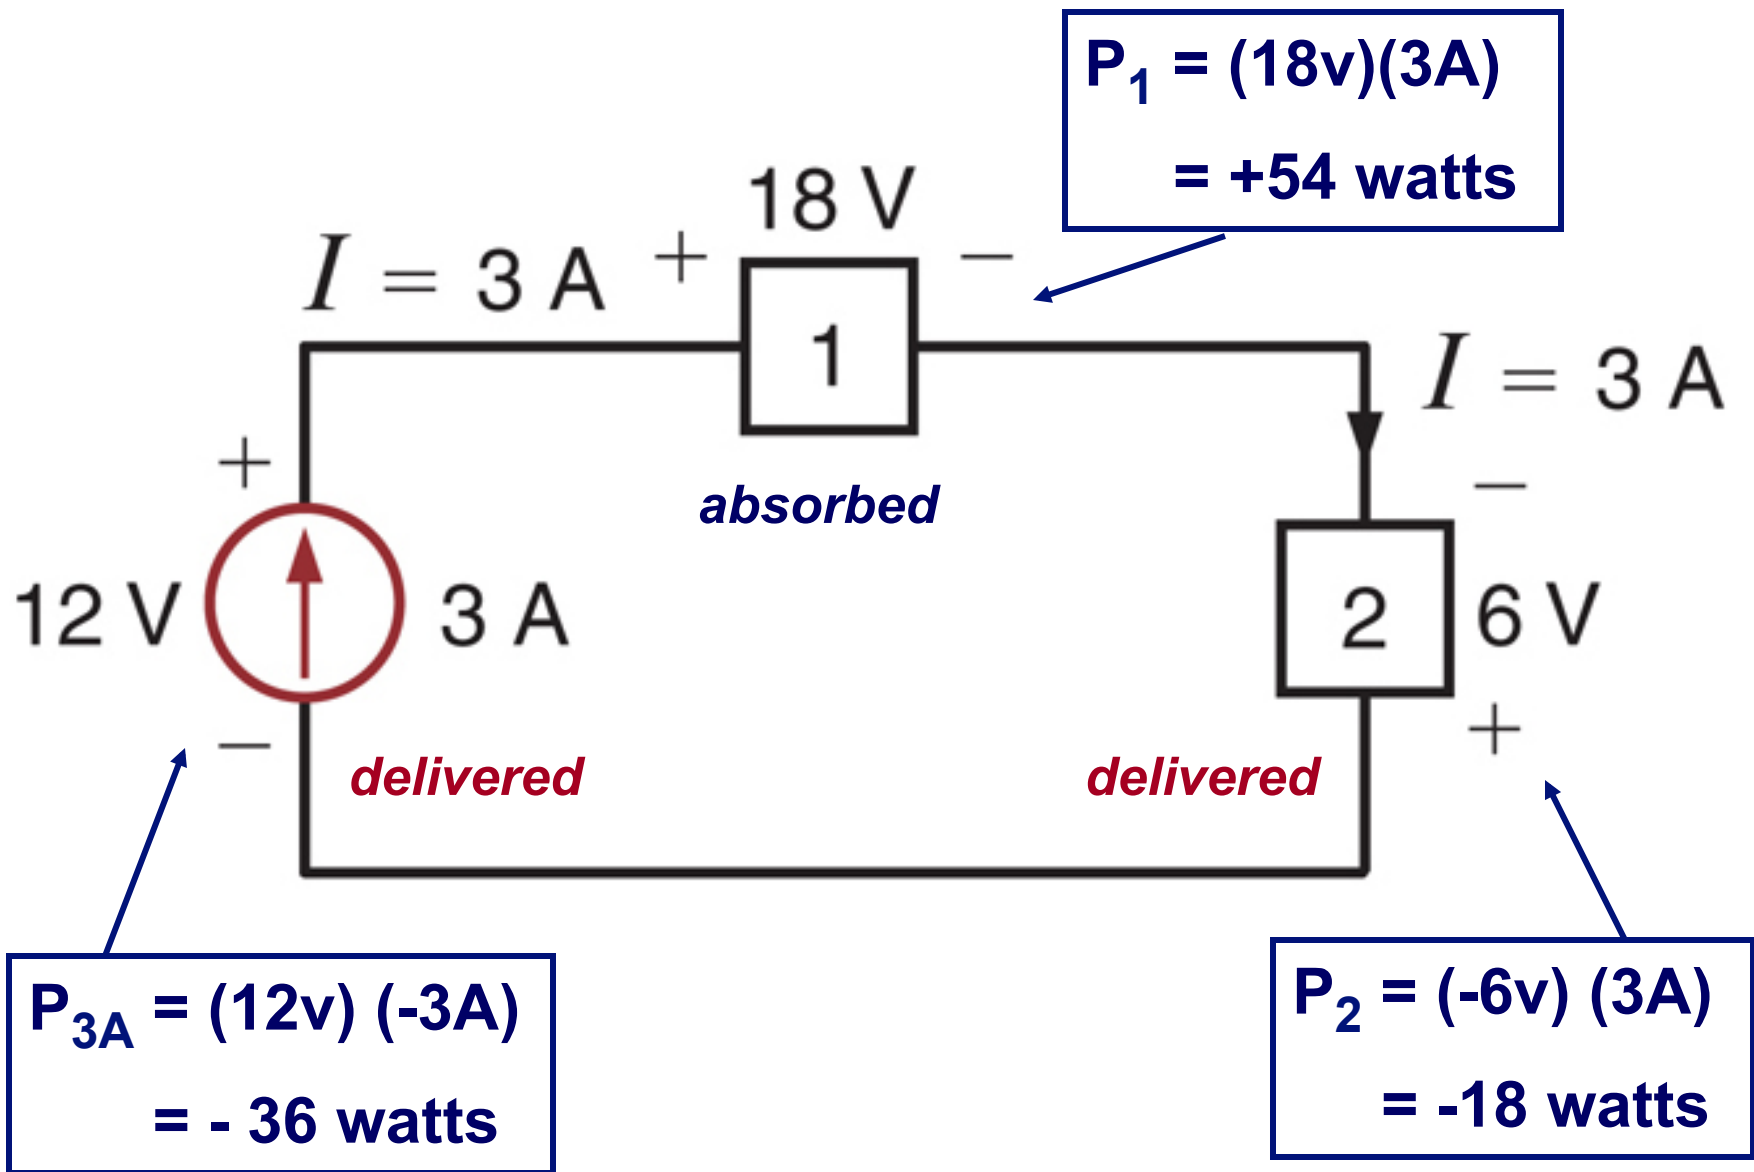 P₁ = (18v)(3A)
= +54 watts
18 V
I = 3 A
+
−
1
I = 3 A
absorbed
+
−
12 V
3 A
2
6 V
−
+
delivered
delivered
P₃A = (12v) (-3A)
= - 36 watts
P₂ = (-6v) (3A)
= -18 watts